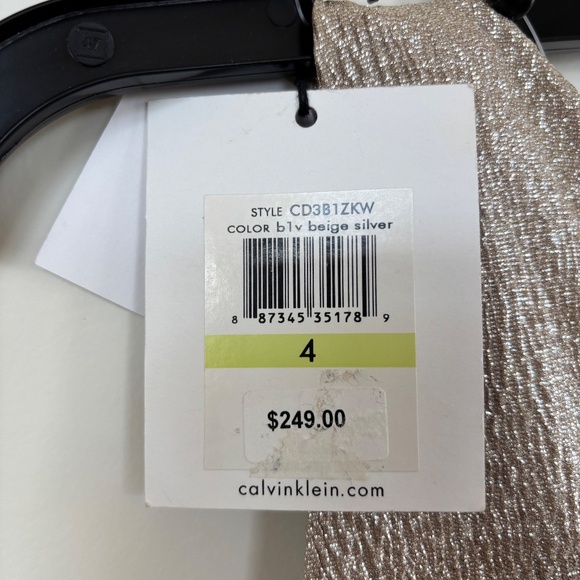 STYLE CD3B1ZKW
COLOR b1v beige silver
8 87345 35178 9
4
$249.00
calvinklein.com